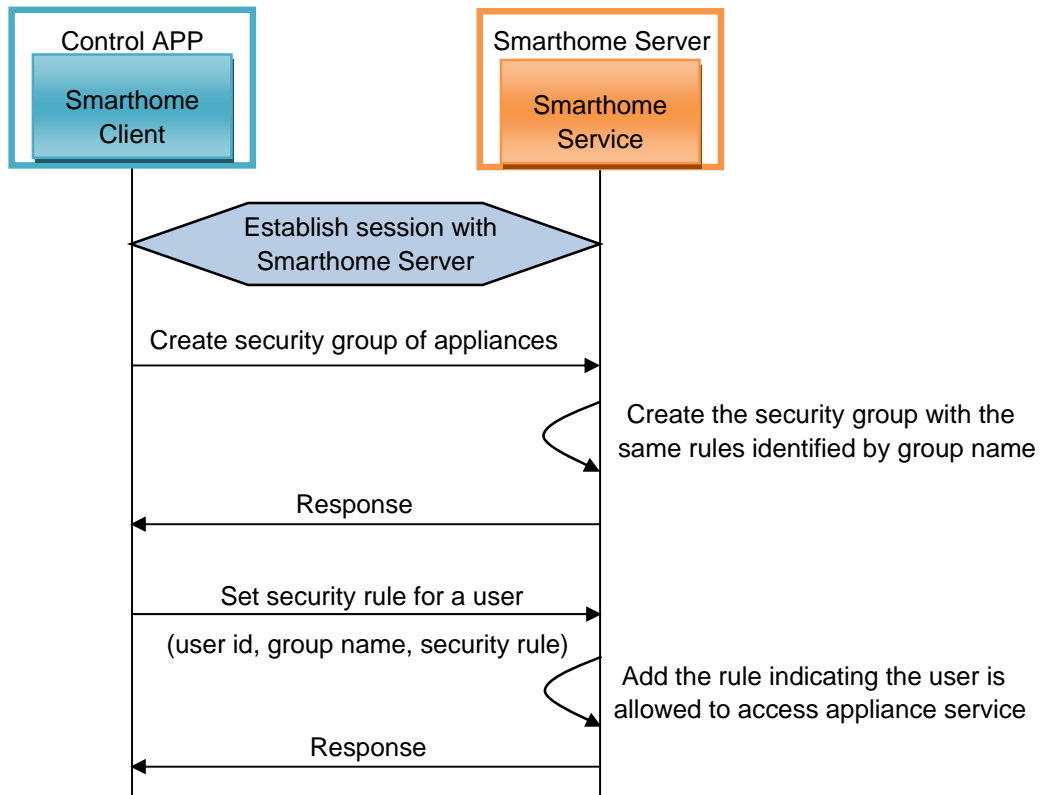 Control APP
Smarthome
Client
Smarthome Server
Smarthome
Service
Establish session with
Smarthome Server
Create security group of appliances
Create the security group with the
same rules identified by group name
Response
Set security rule for a user
(user id, group name, security rule)
Add the rule indicating the user is
allowed to access appliance service
Response